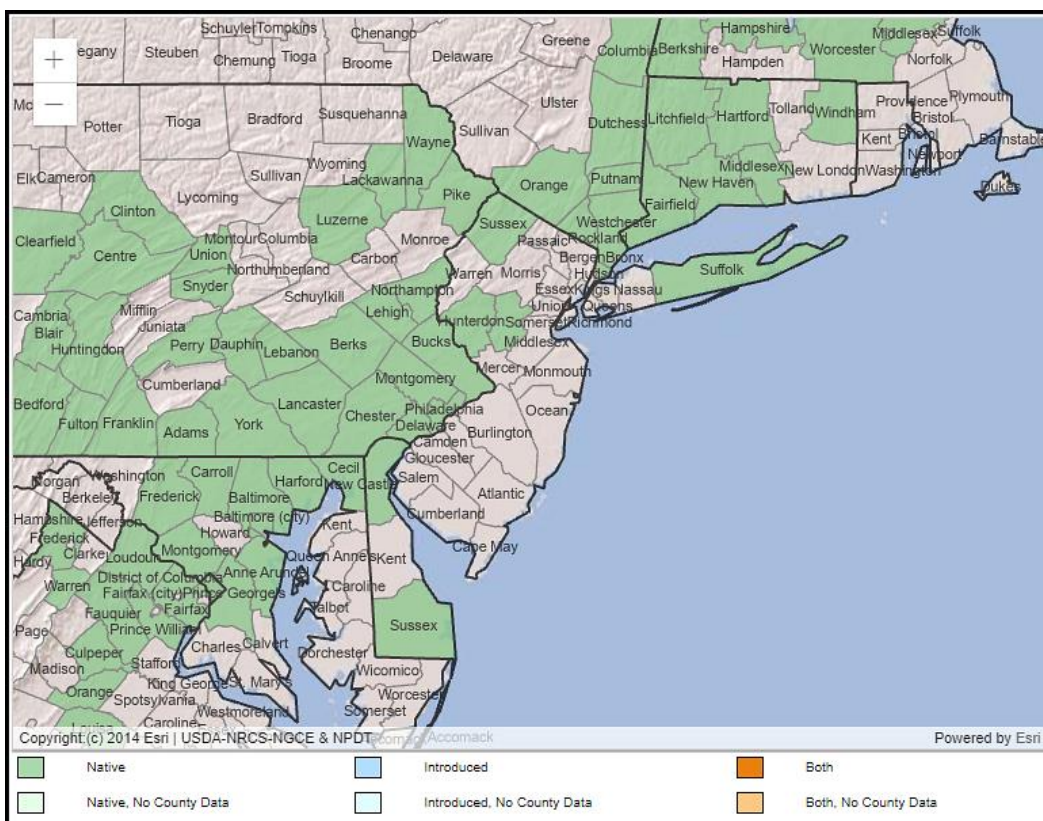 Schuyler Tompkins Chenango Greene Columbia Berkshire Hampshire Middlesex Suffolk
egany Steuben Chemung Tioga Broome Delaware Hampden Worcester Norfolk
+
−
Potter Tioga Bradford Susquehanna Ulster Dutchess Litchfield Hartford Tolland Windham Providence Plymouth
Sullivan Kent Bristol Bristol Barnstable
Elk Cameron Sullivan Wyoming Wayne Lackawanna Orange Putnam Middlesex New London Washington Newport
Lycoming Pike New Haven Dukes
Clinton Luzerne Sussex Westchester Fairfield
Clearfield Centre Union Montour Columbia Monroe Passaic Rockland
Northumberland Carbon Warren Morris Bergen Bronx Suffolk
Snyder Schuylkill Northampton Essex Hudson Kings Nassau
Cambria Mifflin Lehigh Hunterdon Union Queens
Blair Juniata Somerset Richmond
Huntingdon Perry Dauphin Lebanon Berks Bucks Middlesex
Cumberland Montgomery Mercer Monmouth
Bedford Lancaster Ocean
Fulton Franklin Adams York Chester Philadelphia Burlington
Delaware Camden
Morgan Washington Carroll Harford Cecil New Castle Gloucester
Berkeley Frederick Baltimore Salem Atlantic
Hampshire Jefferson Baltimore (city) Cumberland
Frederick Howard Kent
Hardy Clarke Loudoun Montgomery Queen Anne's Kent Cape May
Warren District of Columbia Anne Arundel Caroline
Fairfax (city) Prince George's Talbot
Fauquier Fairfax Sussex
Page Prince William
Culpeper Charles Calvert Dorchester
Madison Stafford Wicomico
Orange King George St. Mary's Worcester
Spotsylvania Westmoreland Somerset
Louisa Caroline Essex Accomack
Copyright:(c) 2014 Esri | USDA-NRCS-NGCE & NPDT
Powered by Esri
Native Introduced Both
Native, No County Data Introduced, No County Data Both, No County Data